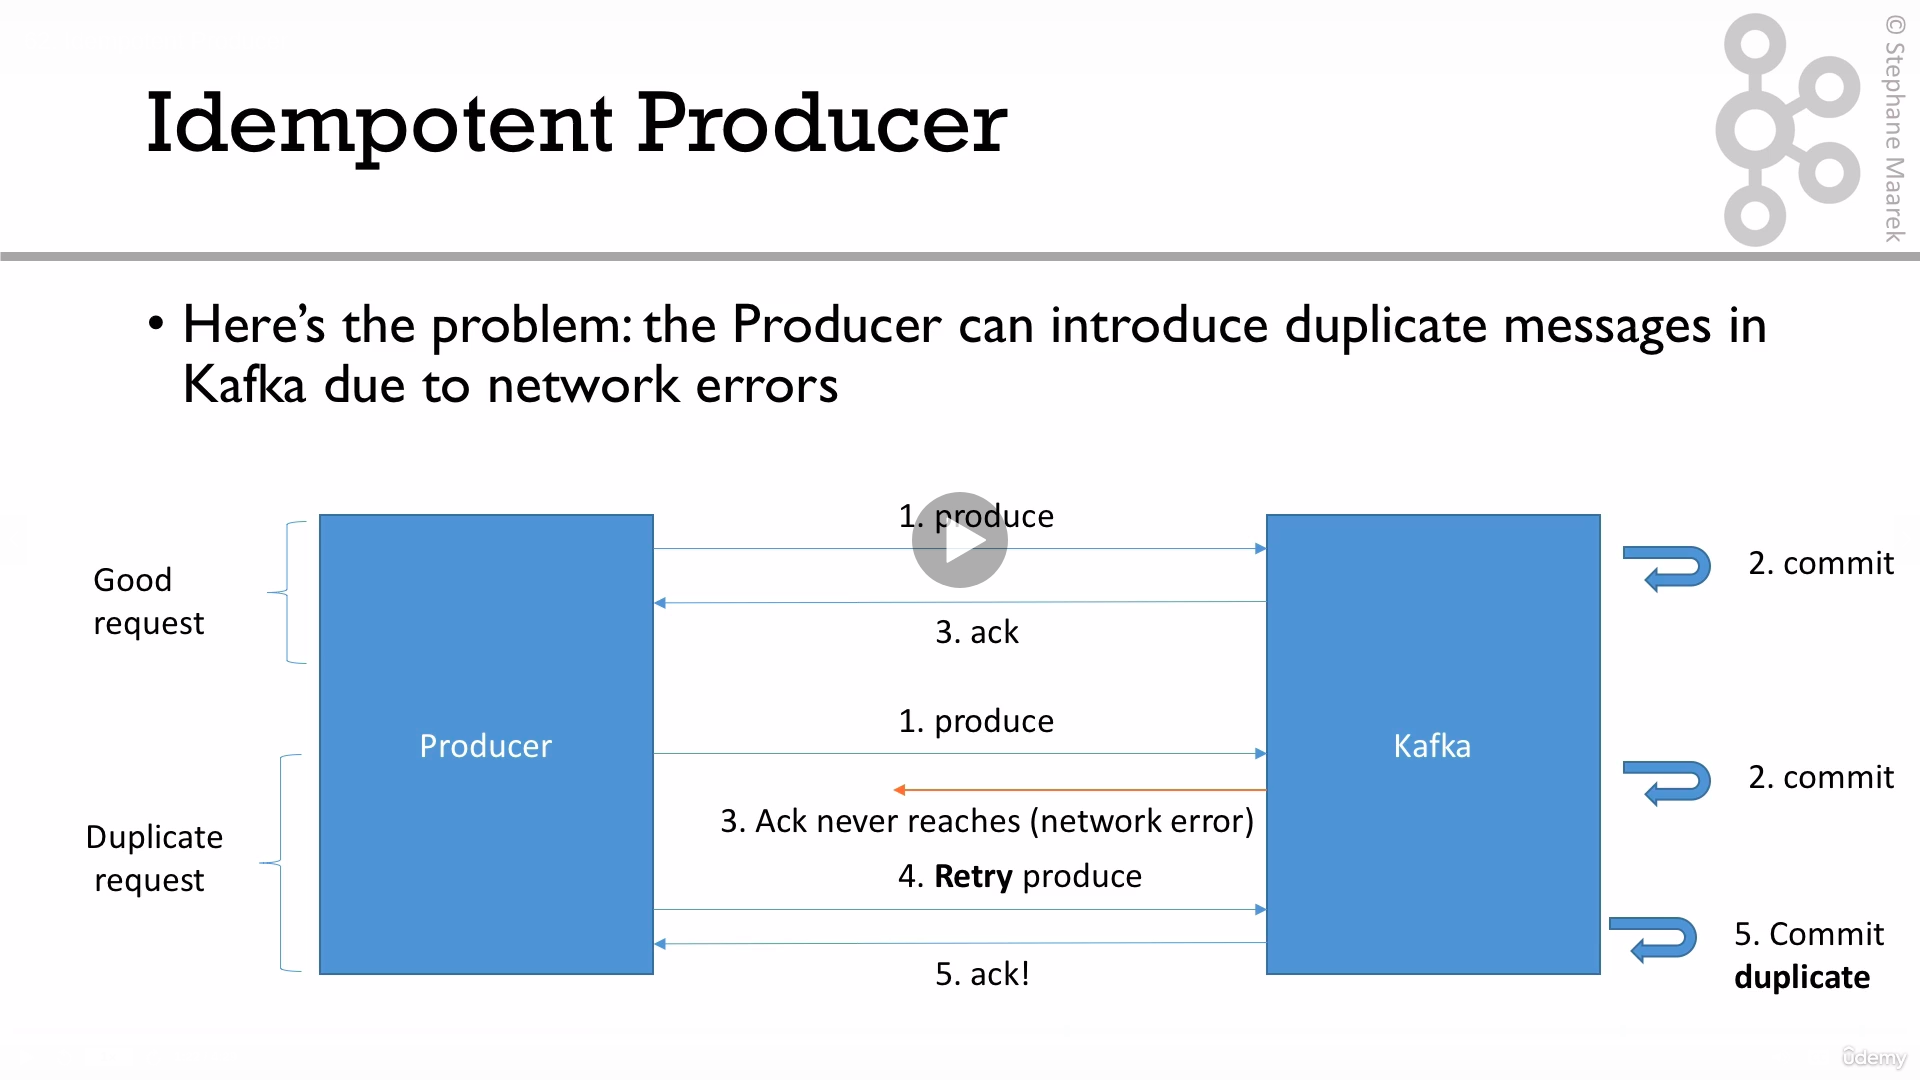 © Stephane Maarek
Idempotent Producer
• Here's the problem: the Producer can introduce duplicate messages in
Kafka due to network errors
Good
request
Duplicate
request
Producer
1. produce
3. ack
1. produce
3. Ack never reaches (network error)
4. Retry produce
5. ack!
Kafka
2. commit
2. commit
5. Commit
duplicate
ûdemy